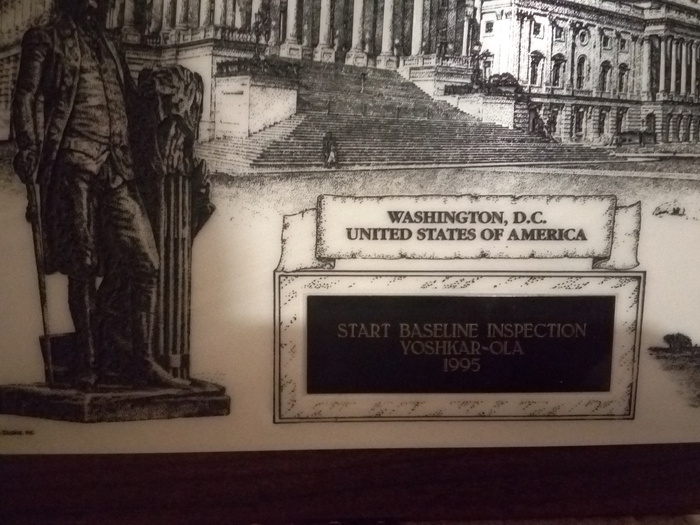 WASHINGTON, D.C.
UNITED STATES OF AMERICA
START BASELINE INSPECTION
YOSHKAR-OLA
1995